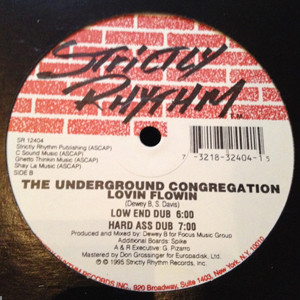 STRICTLY
RHYTHM
SR 12404
Strictly Rhythm Publishing (ASCAP)
C Sound Music (ASCAP)
Ghetto Thinkin Music (ASCAP)
Shay La Music (ASCAP)
SIDE B
7-3218-32404-1 5
THE UNDERGROUND CONGREGATION
LOVIN FLOWIN
(Dewey B, S. Davis)
LOW END DUB 6:00
HARD ASS DUB 7:00
Produced and Mixed by: Dewey B for Focus Music Group
Additional Boards: Spike
A & R Executive: G. Pizarro
Mastered by Don Grossinger for Europadisk, Ltd.
℗ © 1995 Strictly Rhythm Records, Inc.
RHYTHM RECORDS INC. 920 Broadway, Suite 1403, New York, N.Y. 10010